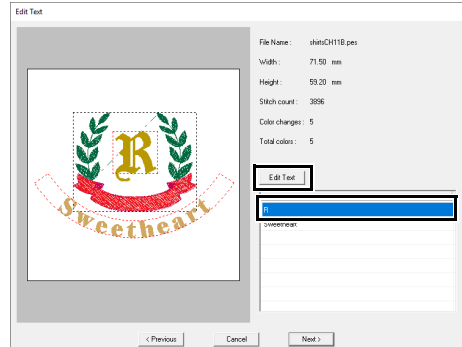 Edit Text
File Name : shirtsCH11B.pes
Width : 71.50 mm
Height : 59.20 mm
Stitch count : 3896
Color changes : 5
Total colors : 5
Edit Text
R
Sweetheart
R
Sweetheart
< Previous Cancel Next >